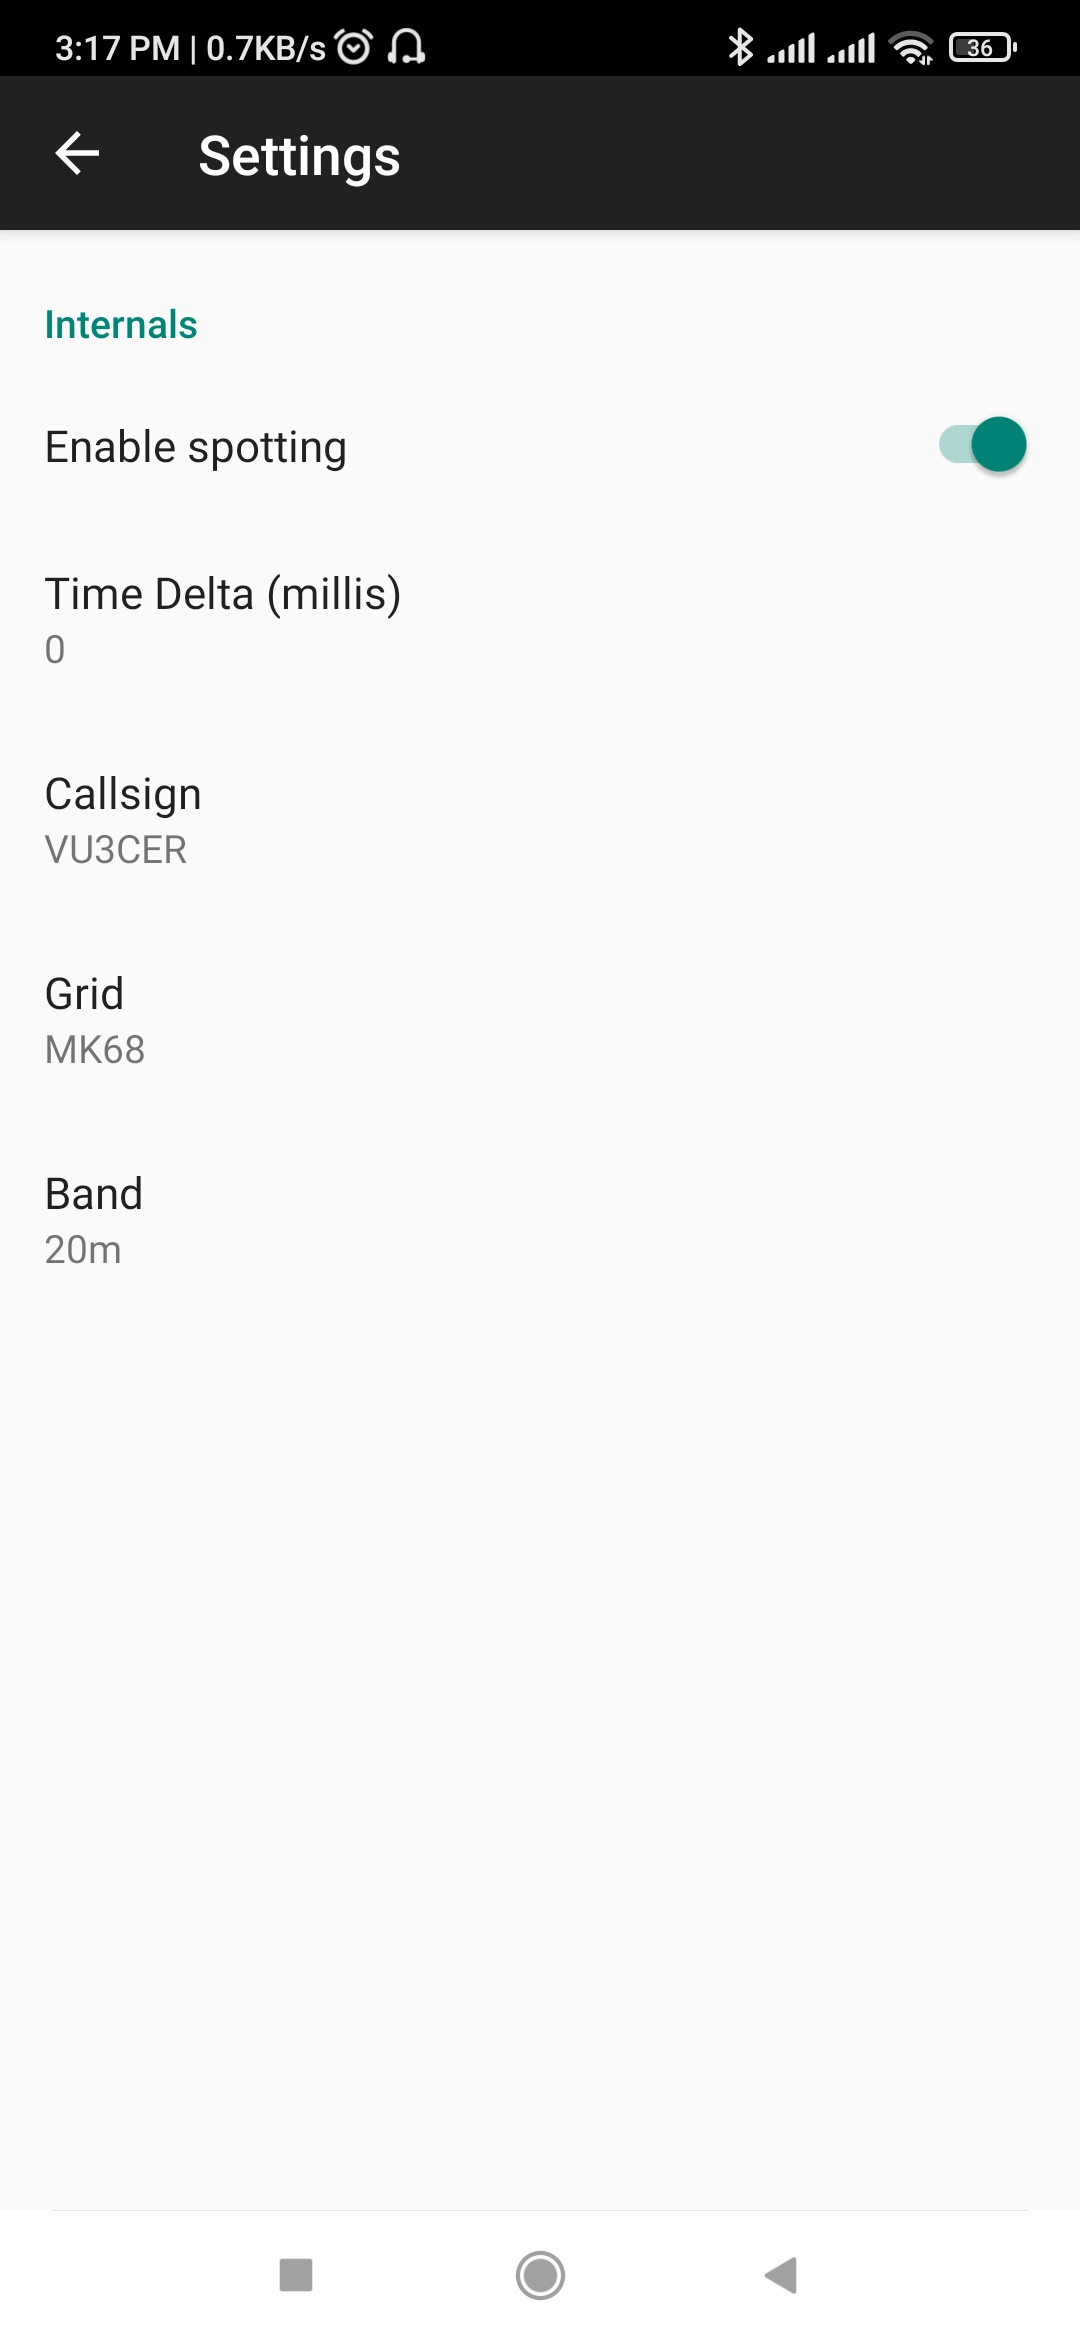 3:17 PM | 0.7KB/s
36
Settings
Internals
Enable spotting
Time Delta (millis)
0
Callsign
VU3CER
Grid
MK68
Band
20m